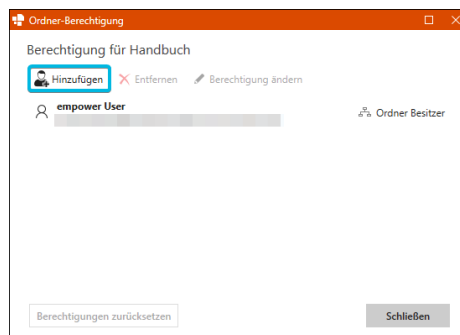 Ordner-Berechtigung
Berechtigung für Handbuch
Hinzufügen Entfernen Berechtigung ändern
empower User
Ordner Besitzer
Berechtigungen zurücksetzen Schließen